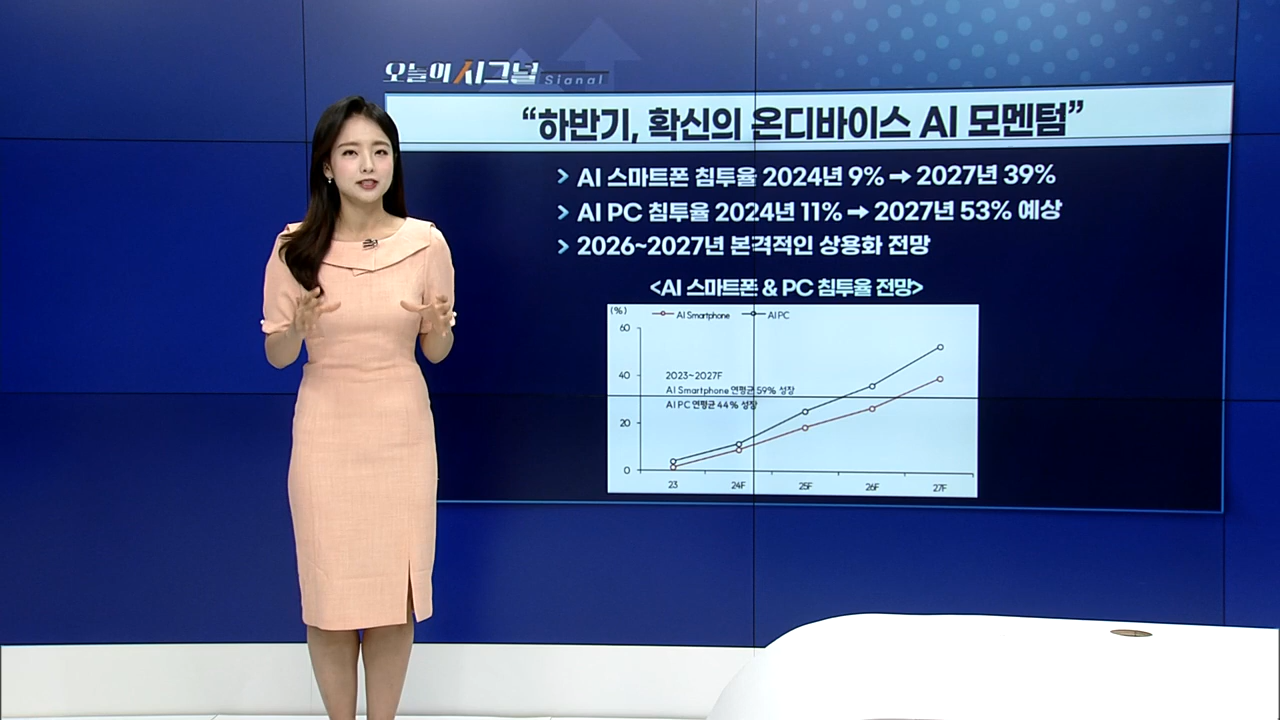 오늘의 시그널 Signal
“하반기, 확신의 온디바이스 AI 모멘텀”
> AI 스마트폰 침투율 2024년 9% → 2027년 39%
> AI PC 침투율 2024년 11% → 2027년 53% 예상
> 2026~2027년 본격적인 상용화 전망
<AI 스마트폰 & PC 침투율 전망>
(%)
AI Smartphone AI PC
60
40
20
0
2023~2027F
AI Smartphone 연평균 59% 성장
AI PC 연평균 44% 성장
23 24F 25F 26F 27F